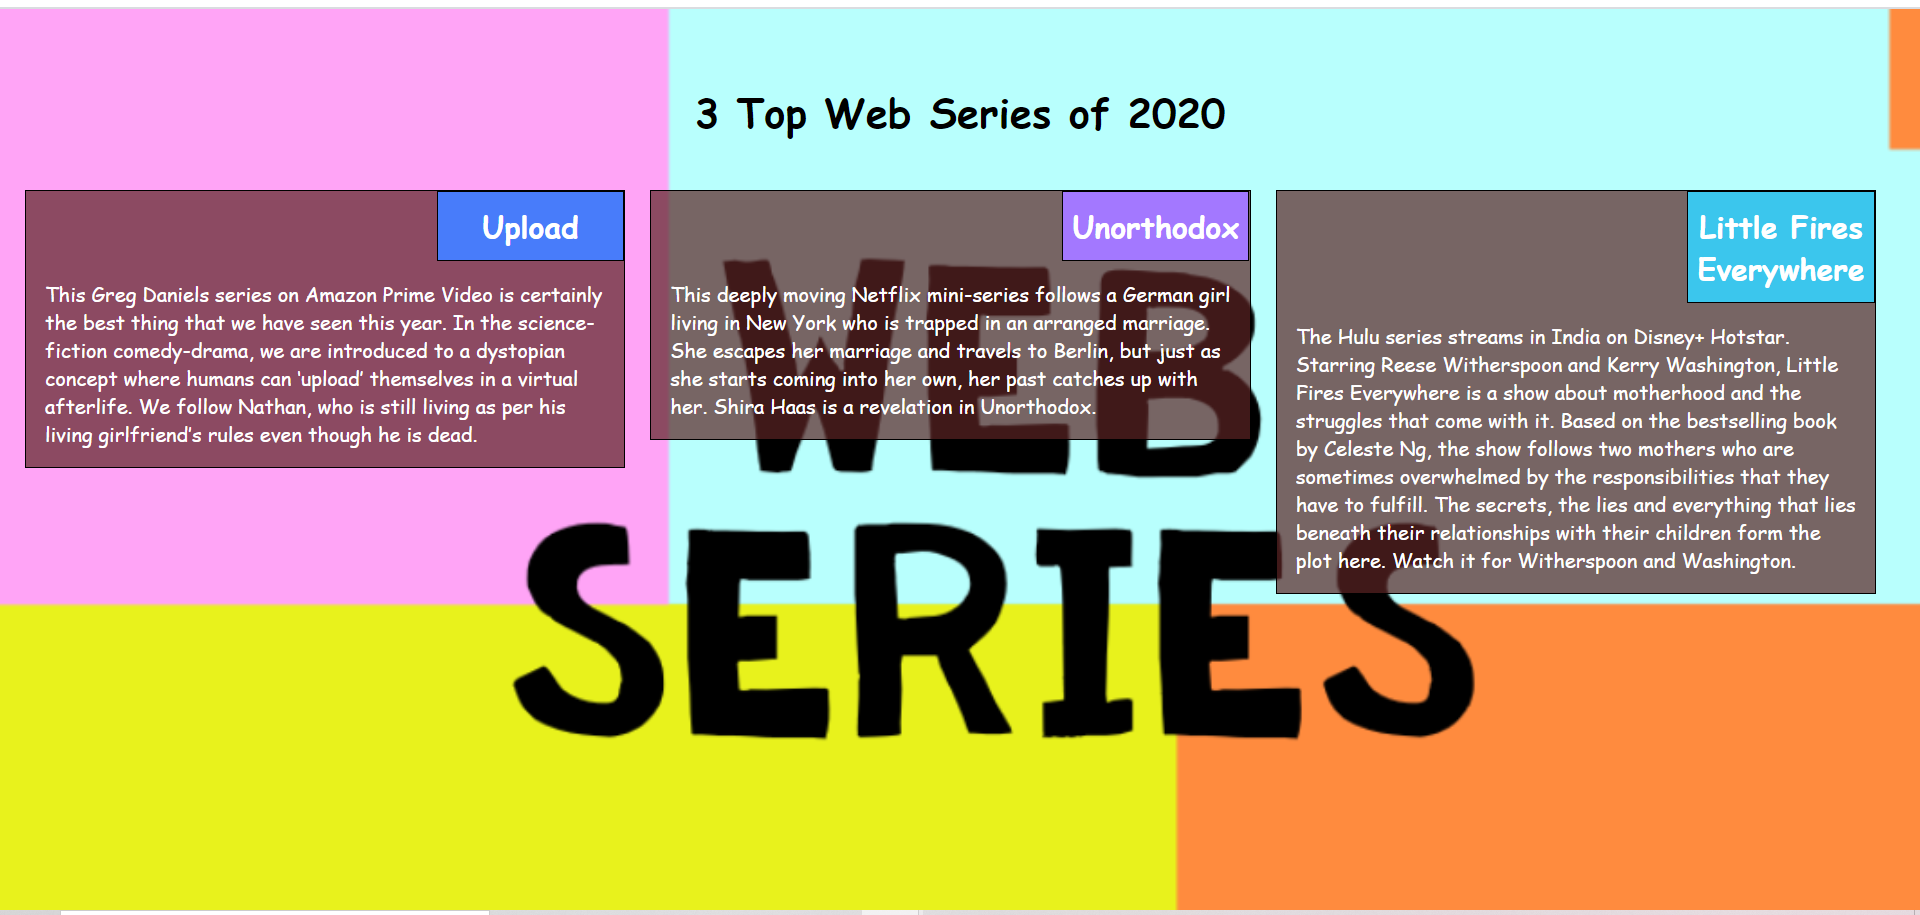 3 Top Web Series of 2020
Upload
This Greg Daniels series on Amazon Prime Video is certainly
the best thing that we have seen this year. In the science-
fiction comedy-drama, we are introduced to a dystopian
concept where humans can ‘upload’ themselves in a virtual
afterlife. We follow Nathan, who is still living as per his
living girlfriend’s rules even though he is dead.
Unorthodox
This deeply moving Netflix mini-series follows a German girl
living in New York who is trapped in an arranged marriage.
She escapes her marriage and travels to Berlin, but just as
she starts coming into her own, her past catches up with
her. Shira Haas is a revelation in Unorthodox.
Little Fires
Everywhere
The Hulu series streams in India on Disney+ Hotstar.
Starring Reese Witherspoon and Kerry Washington, Little
Fires Everywhere is a show about motherhood and the
struggles that come with it. Based on the bestselling book
by Celeste Ng, the show follows two mothers who are
sometimes overwhelmed by the responsibilities that they
have to fulfill. The secrets, the lies and everything that lies
beneath their relationships with their children form the
plot here. Watch it for Witherspoon and Washington.
WEB
SERIES